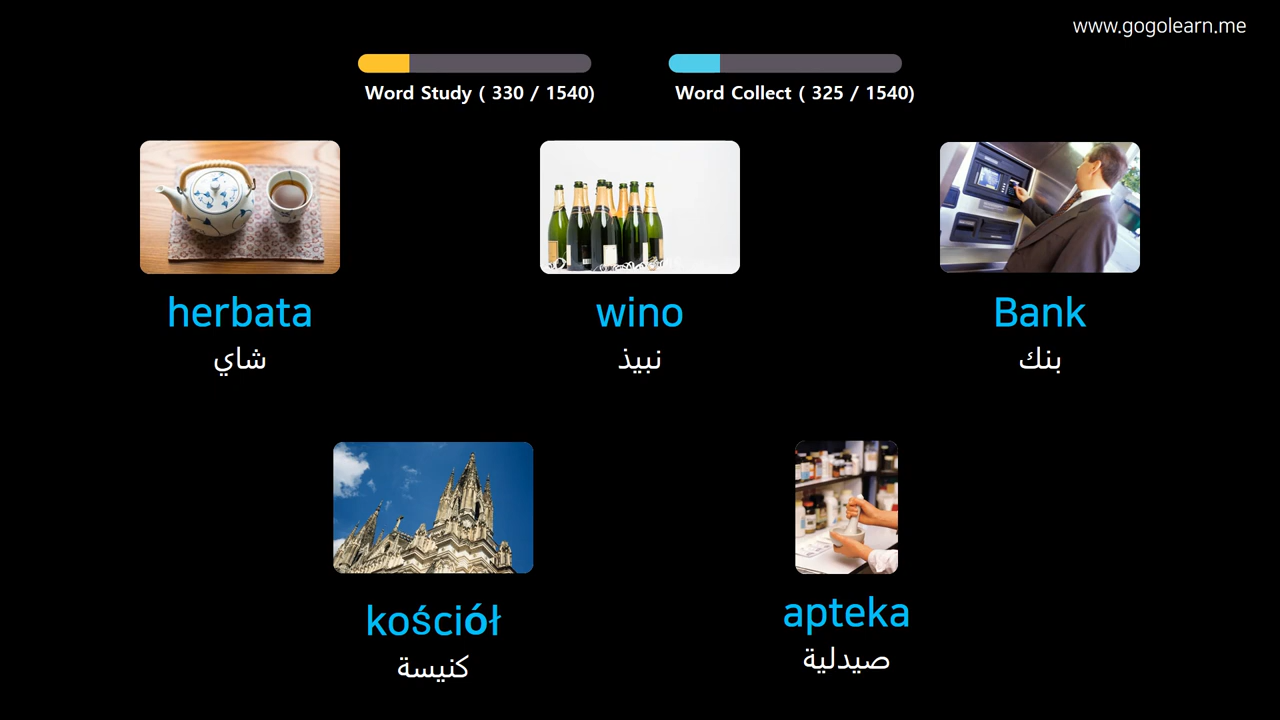 www.gogolearn.me
Word Study ( 330 / 1540)
Word Collect ( 325 / 1540)
herbata
شاي
wino
نبيذ
Bank
بنك
kościół
كنيسة
apteka
صيدلية